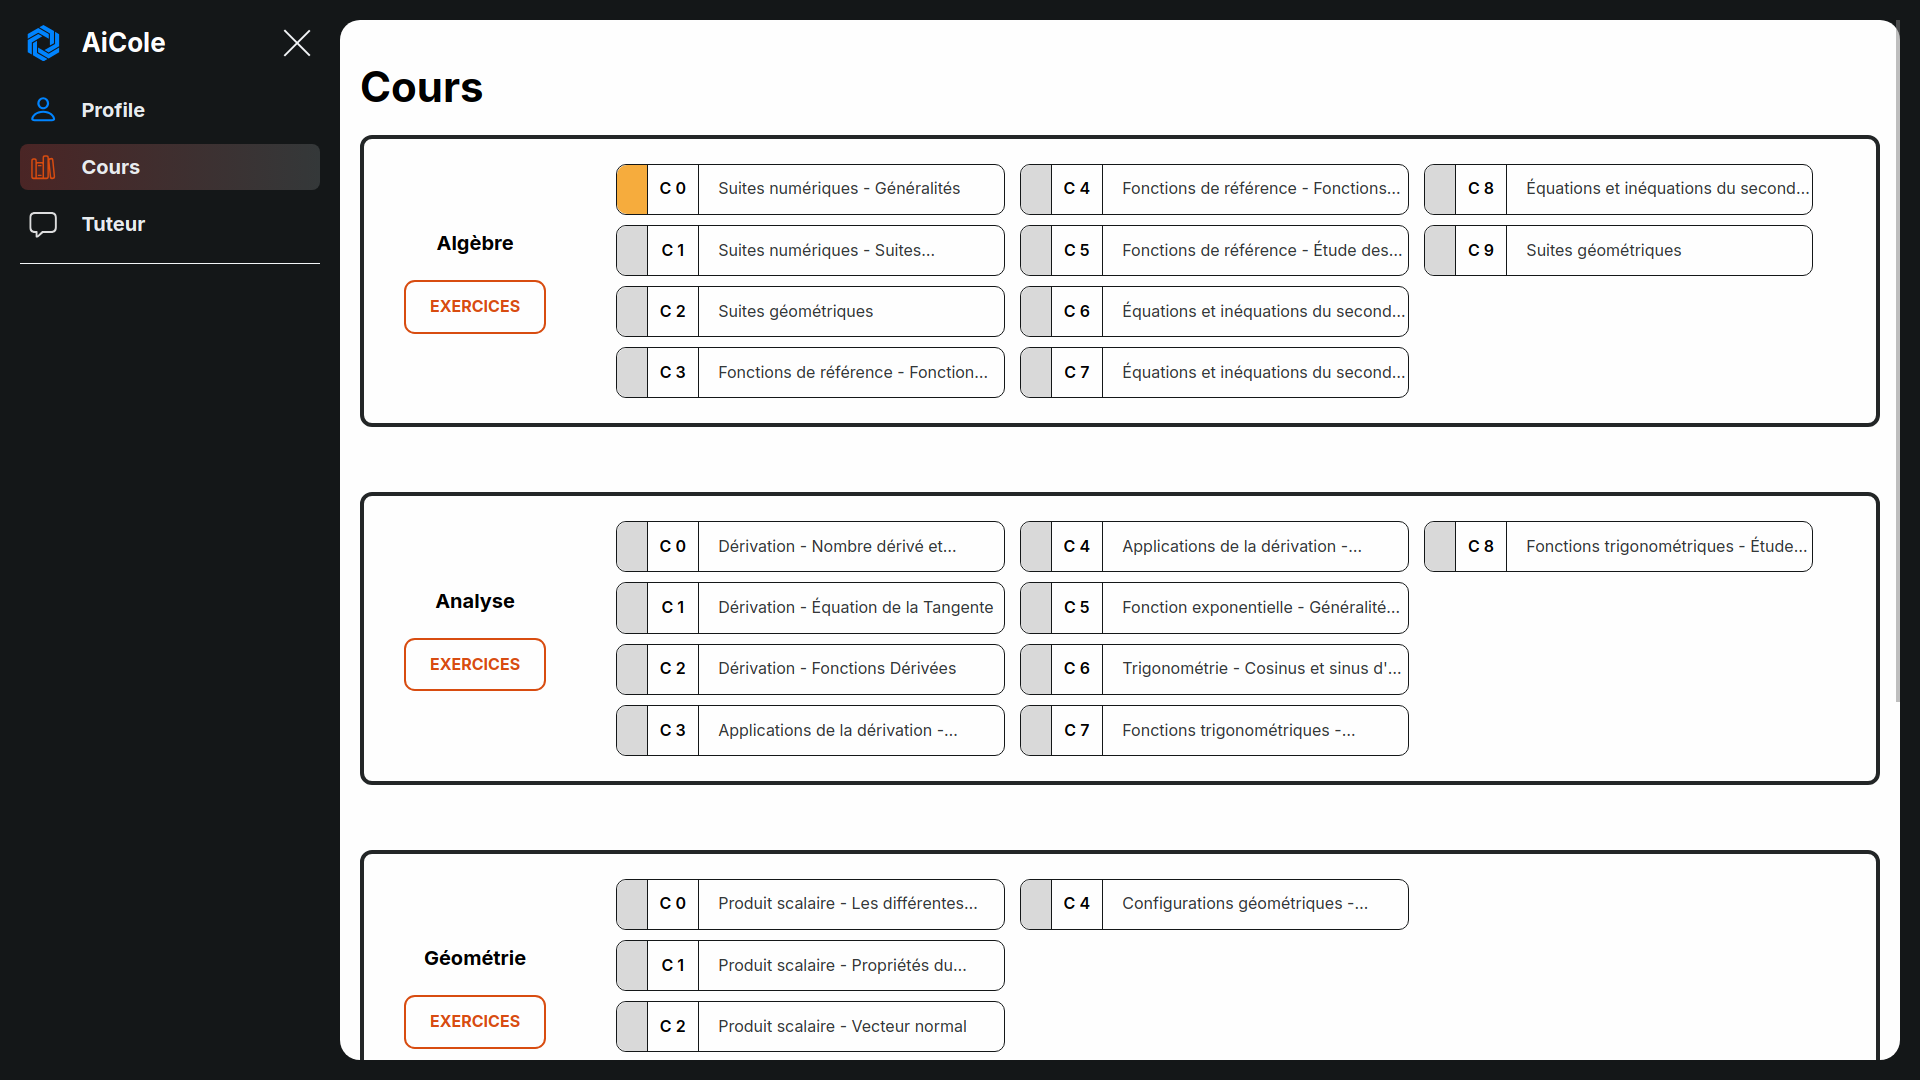 AiCole
Profile
Cours
Tuteur
Cours
Algèbre
EXERCICES
C 0 Suites numériques - Généralités
C 1 Suites numériques - Suites...
C 2 Suites géométriques
C 3 Fonctions de référence - Fonction...
C 4 Fonctions de référence - Fonctions...
C 5 Fonctions de référence - Étude des...
C 6 Équations et inéquations du second...
C 7 Équations et inéquations du second...
C 8 Équations et inéquations du second...
C 9 Suites géométriques
Analyse
EXERCICES
C 0 Dérivation - Nombre dérivé et...
C 1 Dérivation - Équation de la Tangente
C 2 Dérivation - Fonctions Dérivées
C 3 Applications de la dérivation -...
C 4 Applications de la dérivation -...
C 5 Fonction exponentielle - Généralité...
C 6 Trigonométrie - Cosinus et sinus d'...
C 7 Fonctions trigonométriques -...
C 8 Fonctions trigonométriques - Étude...
Géométrie
EXERCICES
C 0 Produit scalaire - Les différentes...
C 1 Produit scalaire - Propriétés du...
C 2 Produit scalaire - Vecteur normal
C 4 Configurations géométriques -...